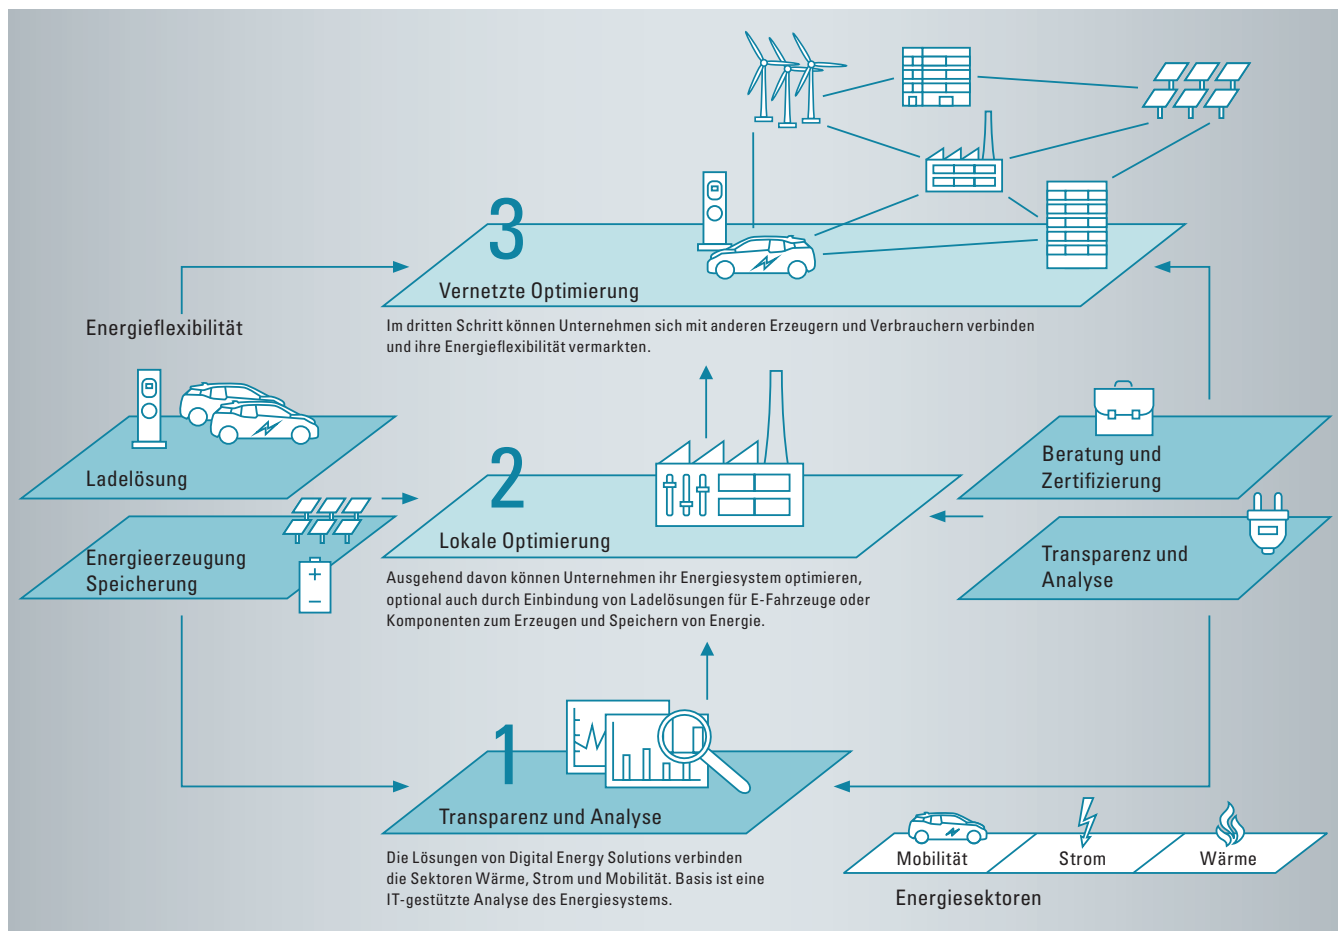 3
Vernetzte Optimierung
Im dritten Schritt können Unternehmen sich mit anderen Erzeugern und Verbrauchern verbinden
und ihre Energieflexibilität vermarkten.
Energieflexibilität
Ladelösung
Energieerzeugung
Speicherung
+
–
2
Lokale Optimierung
Ausgehend davon können Unternehmen ihr Energiesystem optimieren,
optional auch durch Einbindung von Ladelösungen für E-Fahrzeuge oder
Komponenten zum Erzeugen und Speichern von Energie.
Beratung und
Zertifizierung
Transparenz und
Analyse
1
Transparenz und Analyse
Die Lösungen von Digital Energy Solutions verbinden
die Sektoren Wärme, Strom und Mobilität. Basis ist eine
IT-gestützte Analyse des Energiesystems.
Mobilität
Strom
Wärme
Energiesektoren